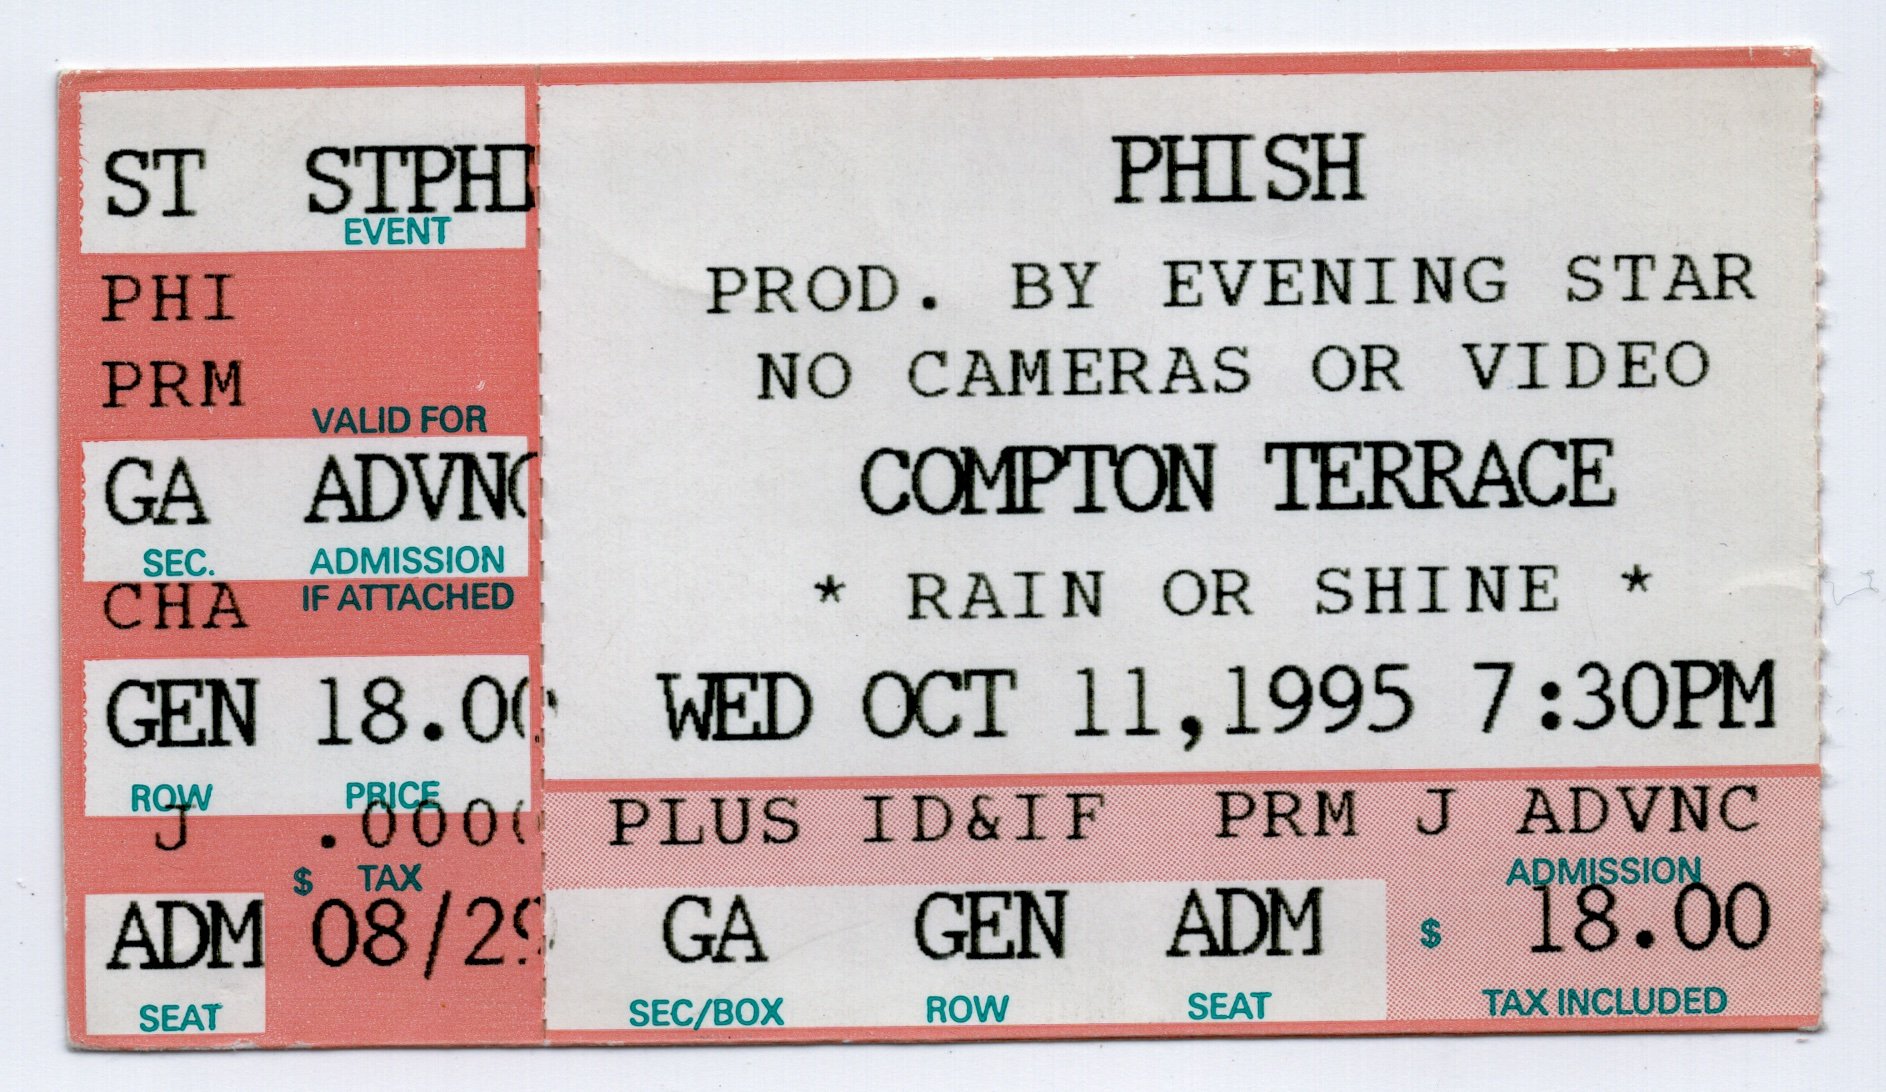 ST STPHI
EVENT
PHI
PRM
VALID FOR
GA ADVNC
SEC. ADMISSION
CHA IF ATTACHED
GEN 18.00
ROW PRICE
J .0000
$ TAX
ADM 08/29
SEAT
PHISH
PROD. BY EVENING STAR
NO CAMERAS OR VIDEO
COMPTON TERRACE
* RAIN OR SHINE *
WED OCT 11,1995 7:30PM
PLUS ID&IF PRM J ADVNC
ADMISSION
GA GEN ADM $ 18.00
SEC/BOX ROW SEAT TAX INCLUDED